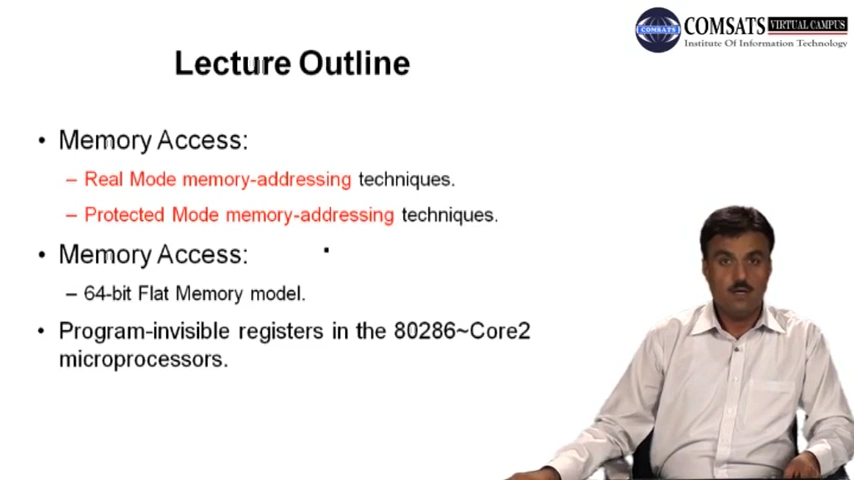 COMSATS VIRTUAL CAMPUS
COMSATS
Institute Of Information Technology
Lecture Outline
• Memory Access:
– Real Mode memory-addressing techniques.
– Protected Mode memory-addressing techniques.
• Memory Access:
– 64-bit Flat Memory model.
• Program-invisible registers in the 80286~Core2
microprocessors.